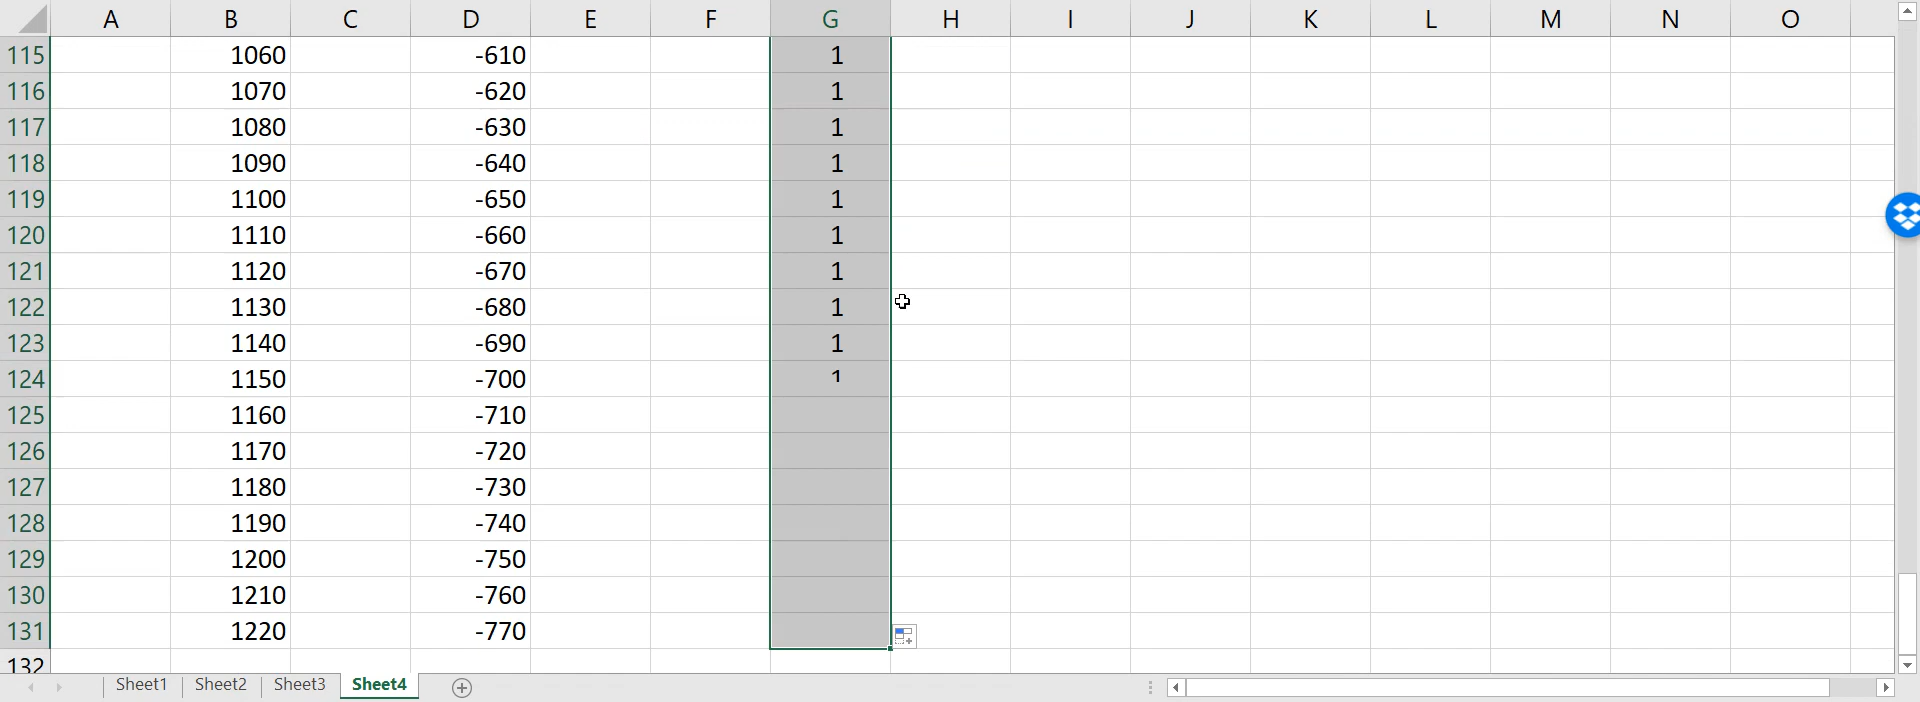 A B C D E F G H I J K L M N O
115 1060 -610 1
116 1070 -620 1
117 1080 -630 1
118 1090 -640 1
119 1100 -650 1
120 1110 -660 1
121 1120 -670 1
122 1130 -680 1
123 1140 -690 1
124 1150 -700 1
125 1160 -710
126 1170 -720
127 1180 -730
128 1190 -740
129 1200 -750
130 1210 -760
131 1220 -770
132
Sheet1 Sheet2 Sheet3 Sheet4